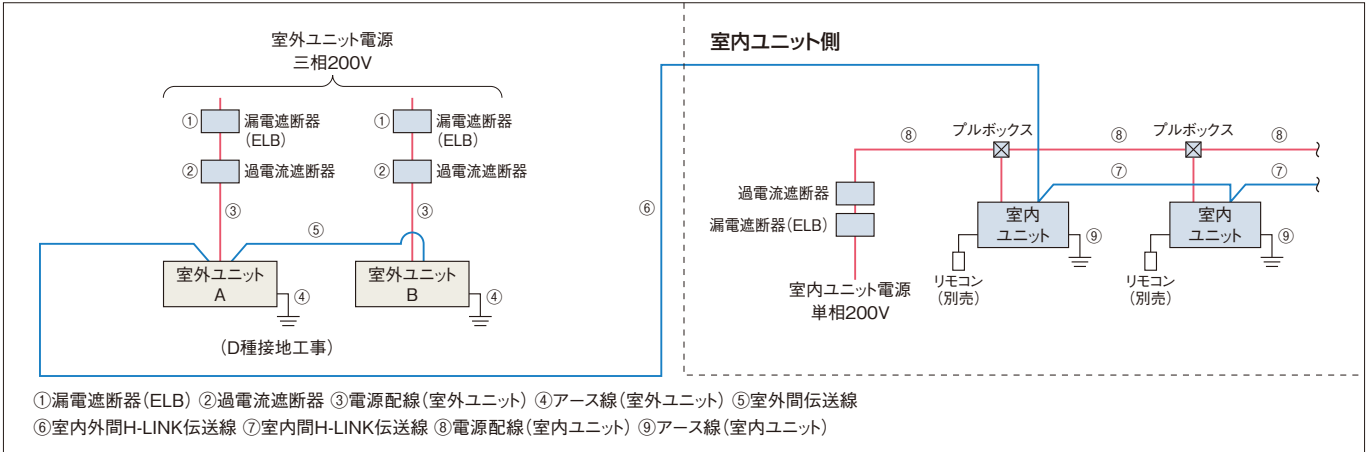 室外ユニット電源
三相200V
①漏電遮断器
(ELB)
②過電流遮断器
③
①漏電遮断器
(ELB)
②過電流遮断器
③
⑤
⑥
室外ユニット
A
④
室外ユニット
B
④
(D種接地工事)
室内ユニット側
⑧
プルボックス
⑧
プルボックス
⑧
⑦
⑦
過電流遮断器
漏電遮断器(ELB)
室内ユニット電源
単相200V
室内
ユニット
⑨
リモコン
(別売)
室内
ユニット
⑨
リモコン
(別売)
①漏電遮断器(ELB) ②過電流遮断器 ③電源配線(室外ユニット) ④アース線(室外ユニット) ⑤室外間伝送線
⑥室内外間H-LINK伝送線 ⑦室内間H-LINK伝送線 ⑧電源配線(室内ユニット) ⑨アース線(室内ユニット)